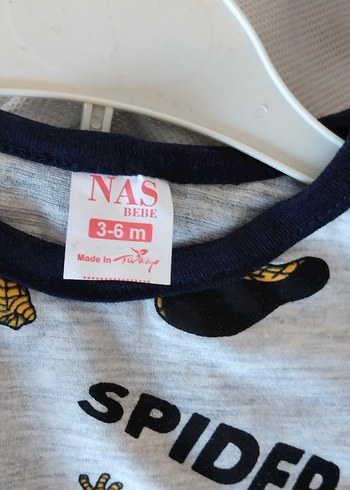 NAS
BEBE
3-6 m
Made in Türkiye
SPIDER